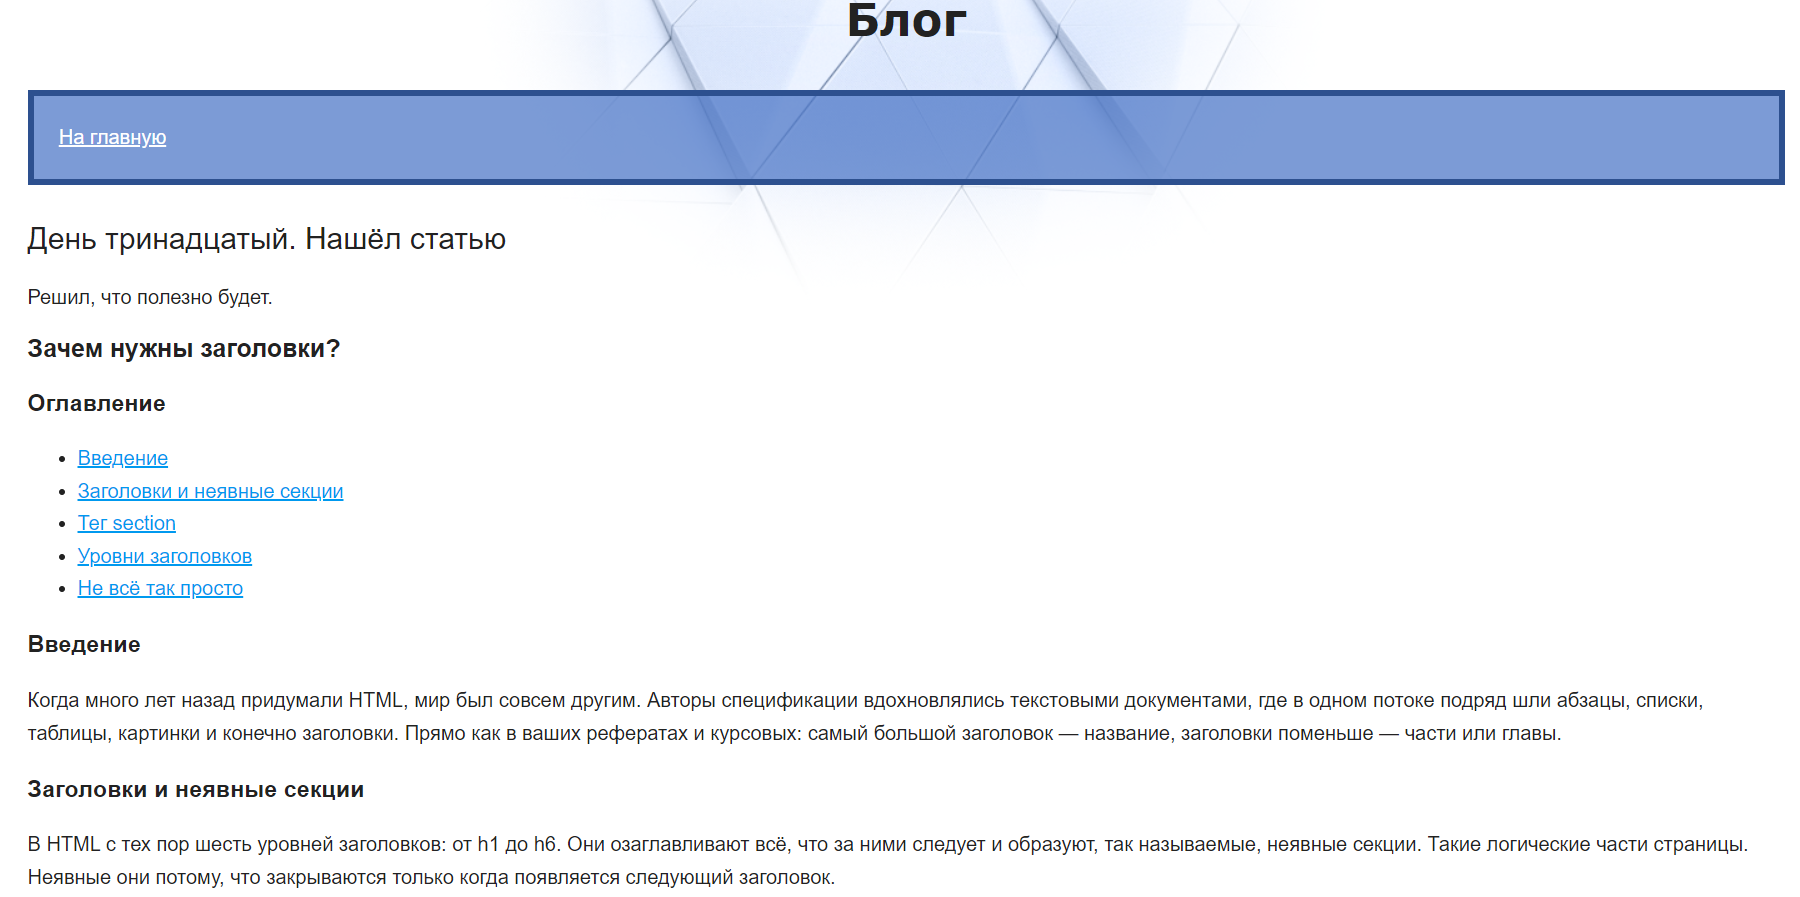 Блог
На главную
День тринадцатый. Нашёл статью
Решил, что полезно будет.
Зачем нужны заголовки?
Оглавление
Введение
Заголовки и неявные секции
Тег section
Уровни заголовков
Не всё так просто
Введение
Когда много лет назад придумали HTML, мир был совсем другим. Авторы спецификации вдохновлялись текстовыми документами, где в одном потоке подряд шли абзацы, списки,
таблицы, картинки и конечно заголовки. Прямо как в ваших рефератах и курсовых: самый большой заголовок — название, заголовки поменьше — части или главы.
Заголовки и неявные секции
В HTML с тех пор шесть уровней заголовков: от h1 до h6. Они озаглавливают всё, что за ними следует и образуют, так называемые, неявные секции. Такие логические части страницы.
Неявные они потому, что закрываются только когда появляется следующий заголовок.